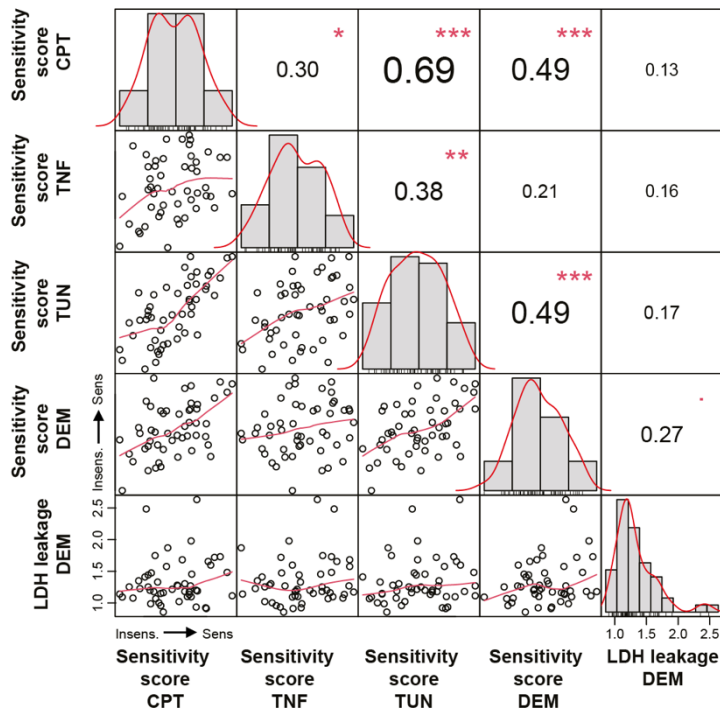 Sensitivity score CPT
*
0.30
***
0.69
***
0.49
0.13
Sensitivity score TNF
**
0.38
0.21
0.16
Sensitivity score TUN
***
0.49
0.17
Sensitivity score DEM
Insens. → Sens
.
0.27
LDH leakage DEM
2.5
2.0
1.5
1.0
1.0 1.5 2.0 2.5
Insens. → Sens
Sensitivity score CPT
Sensitivity score TNF
Sensitivity score TUN
Sensitivity score DEM
LDH leakage DEM